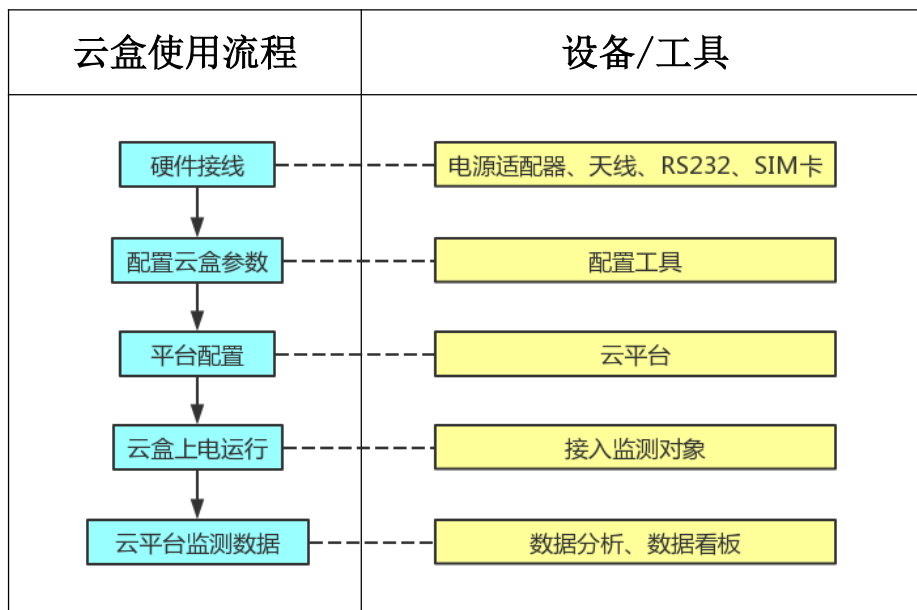 云盒使用流程
设备/工具
硬件接线
电源适配器、天线、RS232、SIM卡
配置云盒参数
配置工具
平台配置
云平台
云盒上电运行
接入监测对象
云平台监测数据
数据分析、数据看板